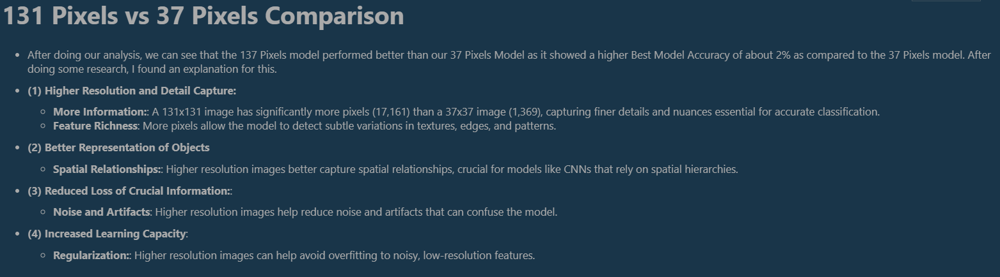 131 Pixels vs 37 Pixels Comparison
• After doing our analysis, we can see that the 137 Pixels model performed better than our 37 Pixels Model as it showed a higher Best Model Accuracy of about 2% as compared to the 37 Pixels model. After
doing some research, I found an explanation for this.
• (1) Higher Resolution and Detail Capture:
◦ More Information:: A 131x131 image has significantly more pixels (17,161) than a 37x37 image (1,369), capturing finer details and nuances essential for accurate classification.
◦ Feature Richness: More pixels allow the model to detect subtle variations in textures, edges, and patterns.
• (2) Better Representation of Objects
◦ Spatial Relationships:: Higher resolution images better capture spatial relationships, crucial for models like CNNs that rely on spatial hierarchies.
• (3) Reduced Loss of Crucial Information::
◦ Noise and Artifacts: Higher resolution images help reduce noise and artifacts that can confuse the model.
• (4) Increased Learning Capacity:
◦ Regularization:: Higher resolution images can help avoid overfitting to noisy, low-resolution features.